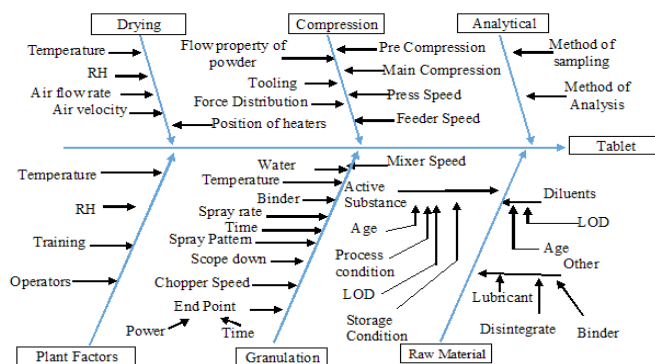 Drying
Compression
Analytical
Temperature
RH
Air flow rate
Air velocity
Position of heaters
Flow property of
powder
Tooling
Force Distribution
Pre Compression
Main Compression
Press Speed
Feeder Speed
Method of
sampling
Method of
Analysis
Tablet
Temperature
RH
Training
Operators
Plant Factors
Water
Temperature
Binder
Spray rate
Time
Spray Pattern
Scope down
Chopper Speed
End Point
Power
Time
Mixer Speed
Granulation
Active
Substance
Age
Process
condition
LOD
Storage
Condition
Diluents
LOD
Age
Other
Lubricant
Disintegrate
Binder
Raw Material